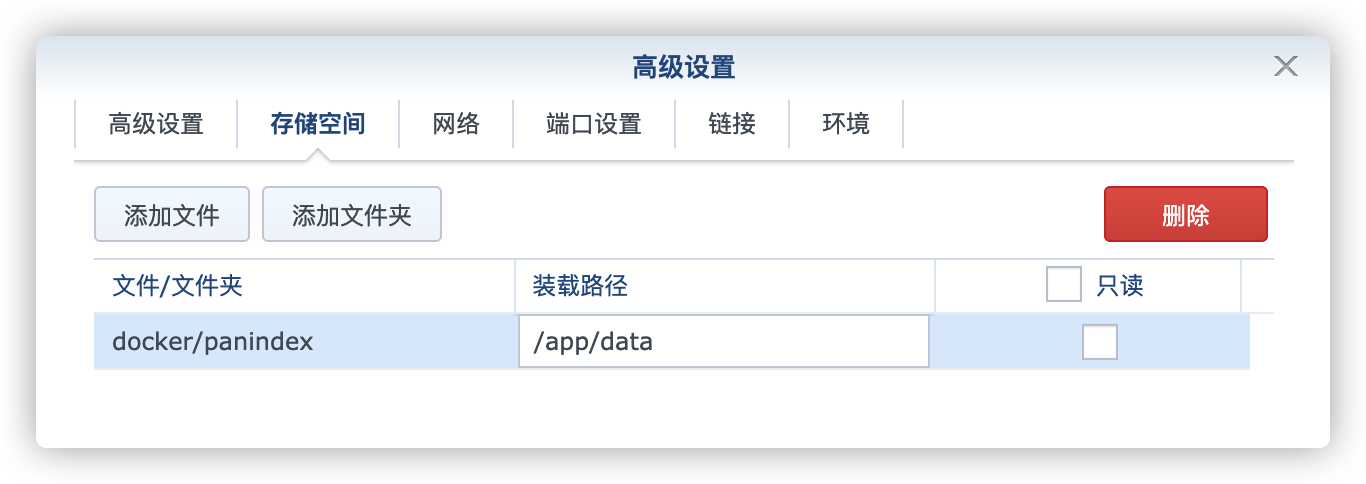 高级设置
高级设置 存储空间 网络 端口设置 链接 环境
添加文件 添加文件夹 删除
文件/文件夹 装载路径 只读
docker/panindex /app/data